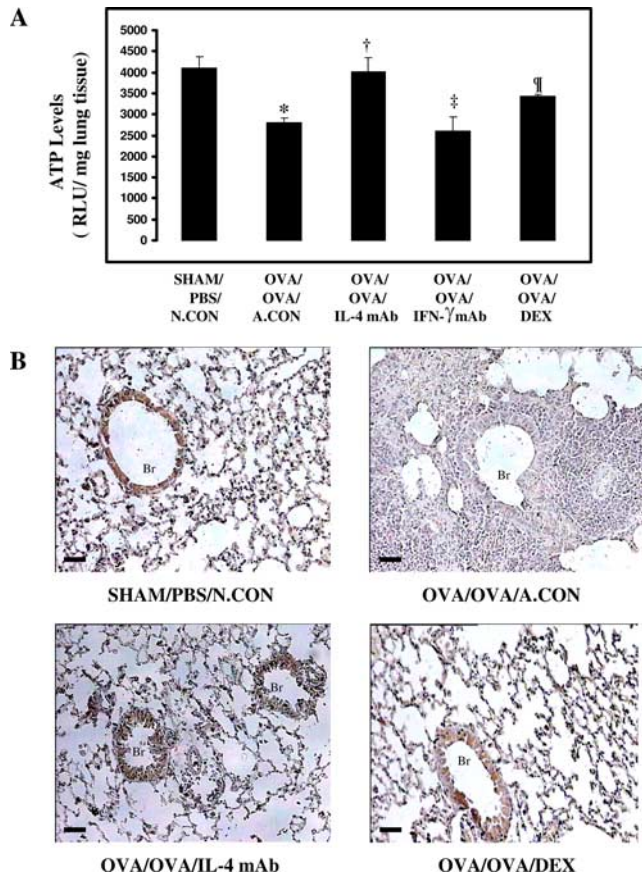 A
ATP Levels
( RLU/ mg lung tissue)
5000
4500
4000
3500
3000
2500
2000
1500
1000
500
0
*
†
‡
¶
SHAM/ OVA/ OVA/ OVA/ OVA/
PBS/ OVA/ OVA/ OVA/ OVA/
N.CON A.CON IL-4 mAb IFN-γ mAb DEX
B
Br
Br
SHAM/PBS/N.CON OVA/OVA/A.CON
Br
Br
Br
OVA/OVA/IL-4 mAb OVA/OVA/DEX